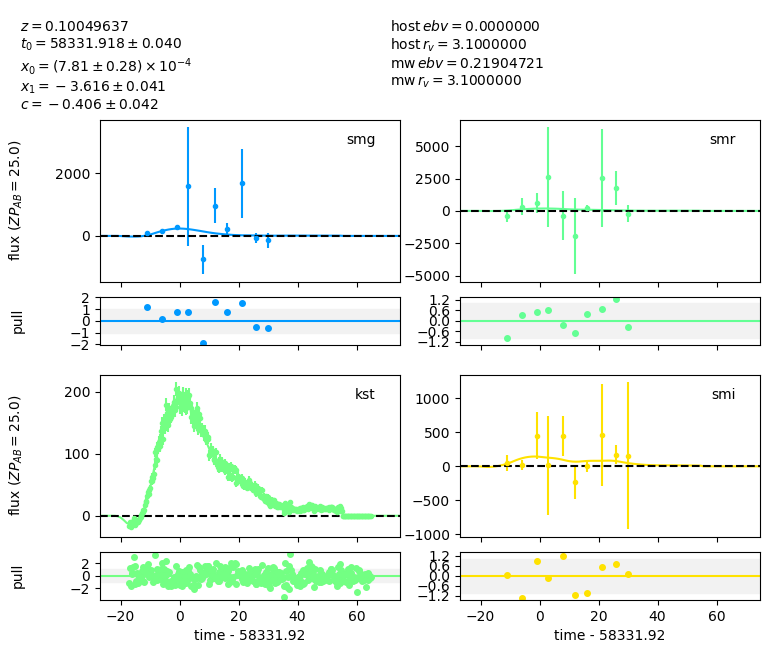 z = 0.10049637
t₀ = 58331.918 ± 0.040
x₀ = (7.81 ± 0.28) × 10⁻⁴
x₁ = −3.616 ± 0.041
c = −0.406 ± 0.042
host ebv = 0.0000000
host r_v = 3.1000000
mw ebv = 0.21904721
mw r_v = 3.1000000
flux (ZP_AB = 25.0)
2000
0
smg
5000
2500
0
−2500
−5000
smr
pull
2
1
0
−1
−2
1.2
0.6
0.0
−0.6
−1.2
flux (ZP_AB = 25.0)
200
100
0
kst
1000
500
0
−500
−1000
smi
pull
2
0
−2
1.2
0.6
0.0
−0.6
−1.2
−20 0 20 40 60
−20 0 20 40 60
time - 58331.92
time - 58331.92